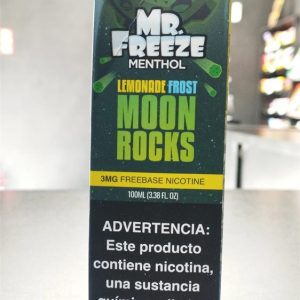 MR.
FREEZE
MENTHOL
LEMONADE FROST
MOON
ROCKS
3MG FREEBASE NICOTINE
100ML (3.38 FL. OZ)
ADVERTENCIA:
Este producto
contiene nicotina,
una sustancia